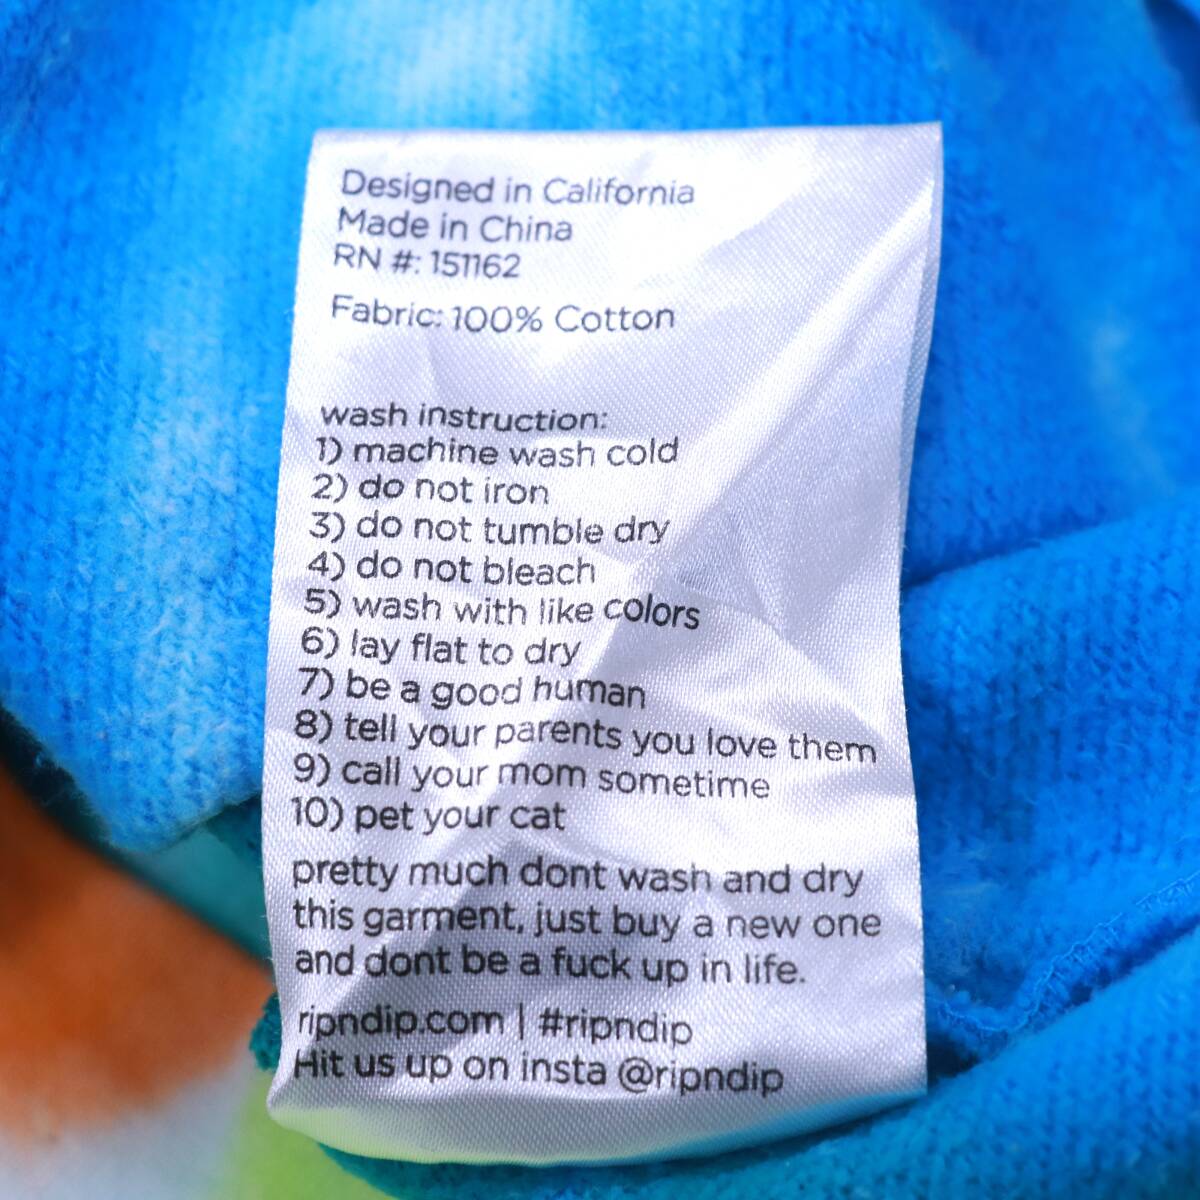 Designed in California
Made in China
RN #: 151162
Fabric: 100% Cotton
wash instruction:
1) machine wash cold
2) do not iron
3) do not tumble dry
4) do not bleach
5) wash with like colors
6) lay flat to dry
7) be a good human
8) tell your parents you love them
9) call your mom sometime
10) pet your cat
pretty much dont wash and dry
this garment, just buy a new one
and dont be a fuck up in life.
ripndip.com | #ripndip
Hit us up on insta @ripndip